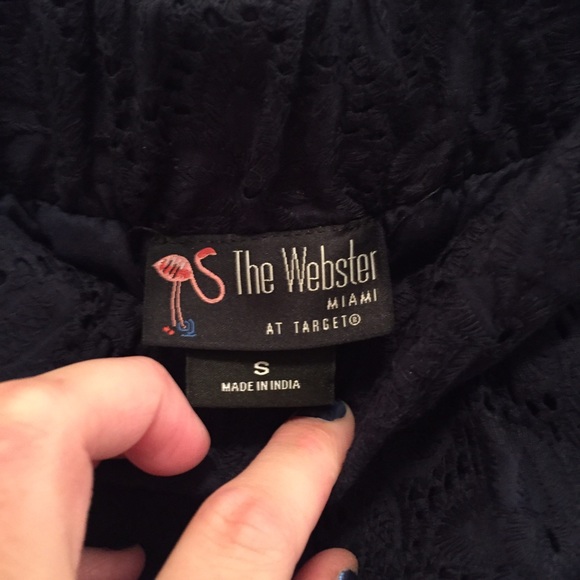 The Webster
MIAMI
AT TARGET®
S
MADE IN INDIA